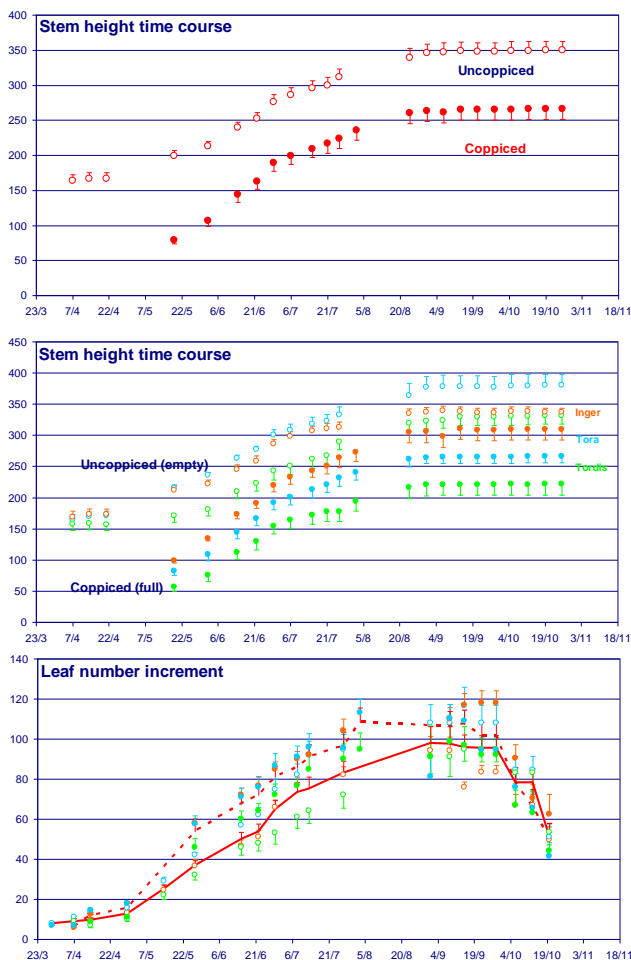 Stem height time course
400
350
300
250
200
150
100
50
0
Uncoppiced
Coppiced
23/3 7/4 22/4 7/5 22/5 6/6 21/6 6/7 21/7 5/8 20/8 4/9 19/9 4/10 19/10 3/11 18/11
Stem height time course
450
400
350
300
250
200
150
100
50
0
Inger
Tora
Tordis
Uncoppiced (empty)
Coppiced (full)
23/3 7/4 22/4 7/5 22/5 6/6 21/6 6/7 21/7 5/8 20/8 4/9 19/9 4/10 19/10 3/11 18/11
Leaf number increment
140
120
100
80
60
40
20
0
23/3 7/4 22/4 7/5 22/5 6/6 21/6 6/7 21/7 5/8 20/8 4/9 19/9 4/10 19/10 3/11 18/11